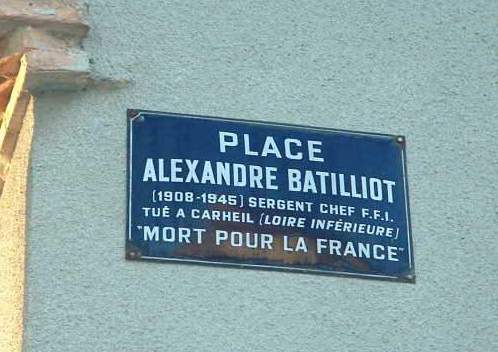 PLACE
ALEXANDRE BATILLIOT
(1908-1945) SERGENT CHEF F.F.I.
TUÉ A CARHEIL (LOIRE INFÉRIEURE)
"MORT POUR LA FRANCE"